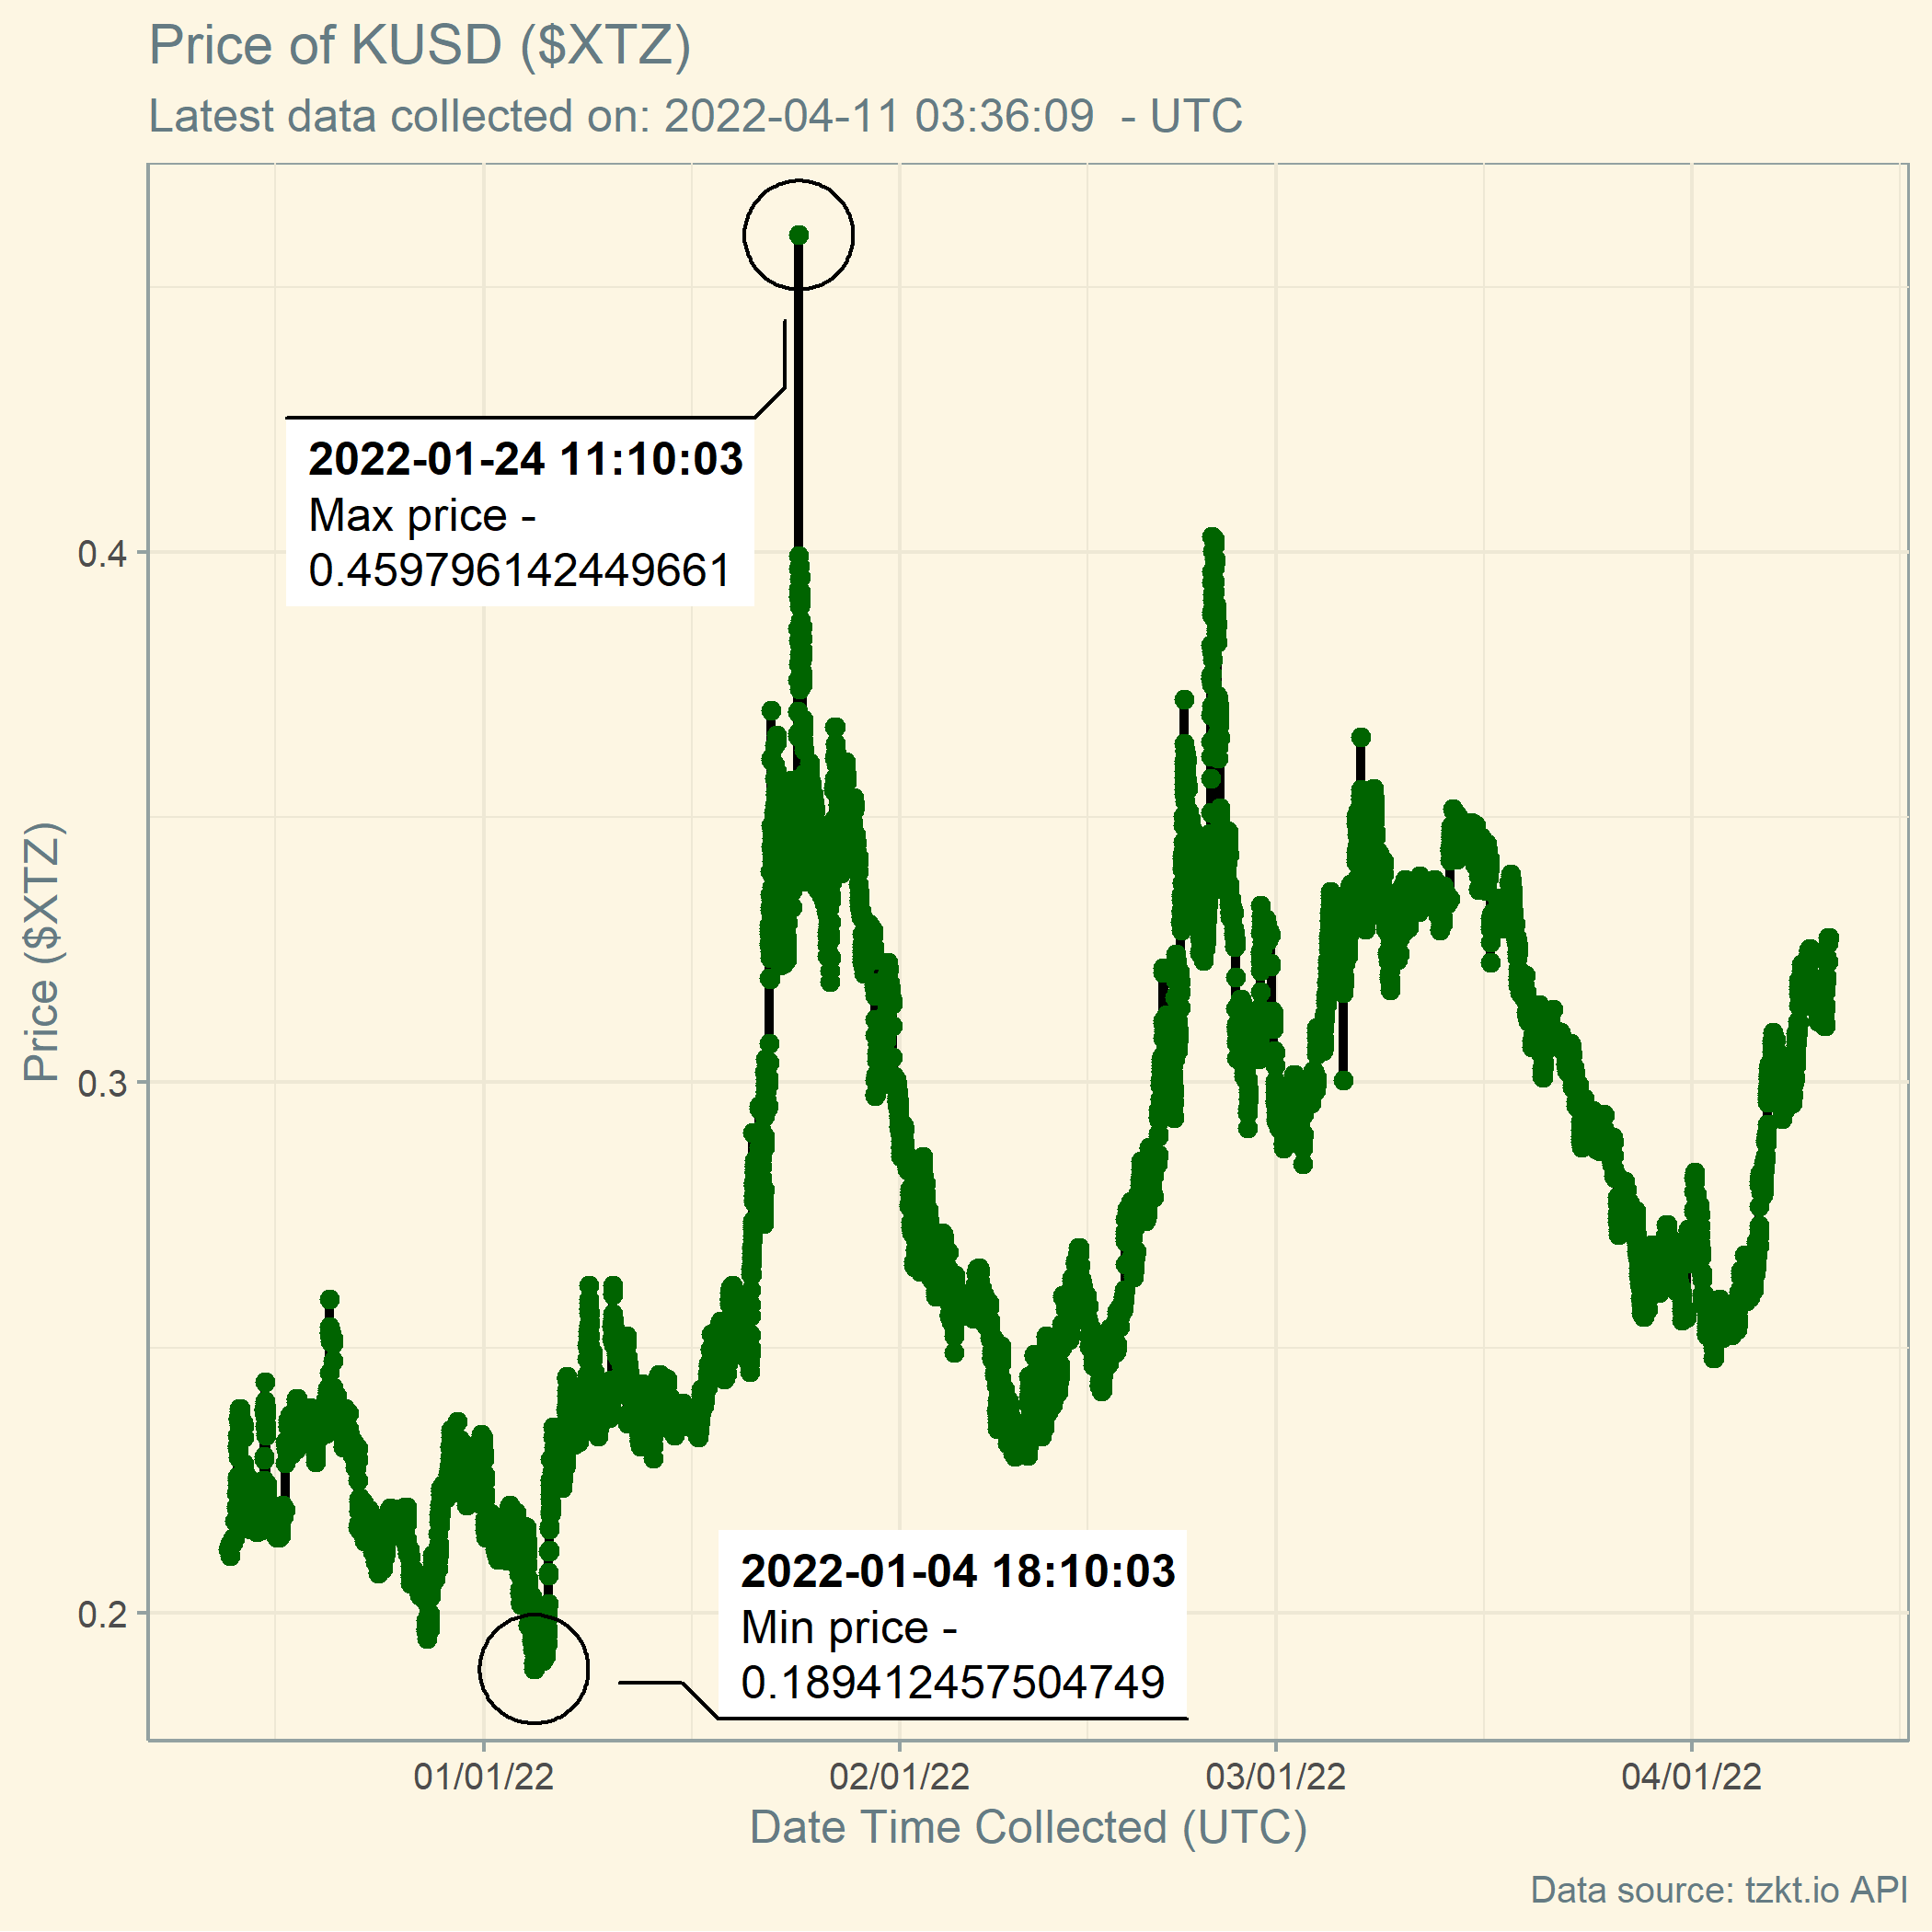 Price of KUSD ($XTZ)
Latest data collected on: 2022-04-11 03:36:09  - UTC
2022-01-24 11:10:03
Max price -
0.459796142449661
0.4
0.3
0.2
Price ($XTZ)
2022-01-04 18:10:03
Min price -
0.189412457504749
01/01/22
02/01/22
03/01/22
04/01/22
Date Time Collected (UTC)
Data source: tzkt.io API